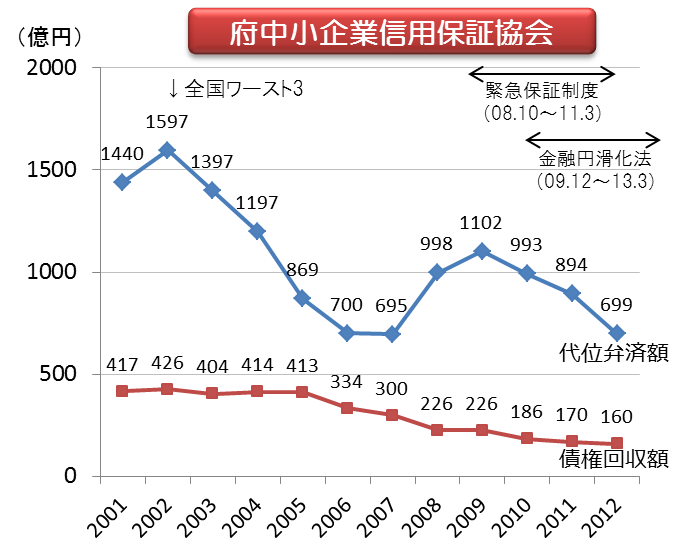 府中小企業信用保証協会
(億円)
2000
1500
1000
500
0
↓全国ワースト3
緊急保証制度
(08.10～11.3)
金融円滑化法
(09.12～13.3)
1440 1597 1397 1197 869 700 695 998 1102 993 894 699
代位弁済額
417 426 404 414 413 334 300 226 226 186 170 160
債権回収額
2001 2002 2003 2004 2005 2006 2007 2008 2009 2010 2011 2012